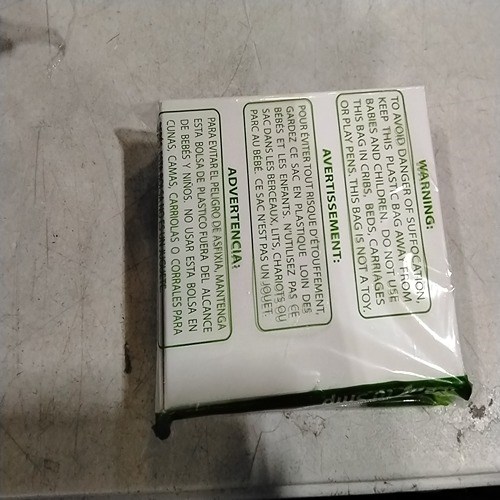 WARNING:
TO AVOID DANGER OF SUFFOCATION,
KEEP THIS PLASTIC BAG AWAY FROM
BABIES AND CHILDREN. DO NOT USE
THIS BAG IN CRIBS, BEDS, CARRIAGES
OR PLAY PENS. THIS BAG IS NOT A TOY.
AVERTISSEMENT:
POUR ÉVITER TOUT RISQUE D'ÉTOUFFEMENT,
GARDEZ CE SAC EN PLASTIQUE LOIN DES
BÉBÉS ET LES ENFANTS. N'UTILISEZ PAS CE
SAC DANS LES BERCEAUX, LITS, CHARIOTS OU
PARC AU BÉBÉ. CE SAC N'EST PAS UN JOUET.
ADVERTENCIA:
PARA EVITAR EL PELIGRO DE ASFIXIA, MANTENGA
ESTA BOLSA DE PLASTICO FUERA DEL ALCANCE
DE BEBÉS Y NIÑOS. NO USAR ESTA BOLSA EN
CUNAS, CAMAS, CARRIOLAS O CORRALES PARA